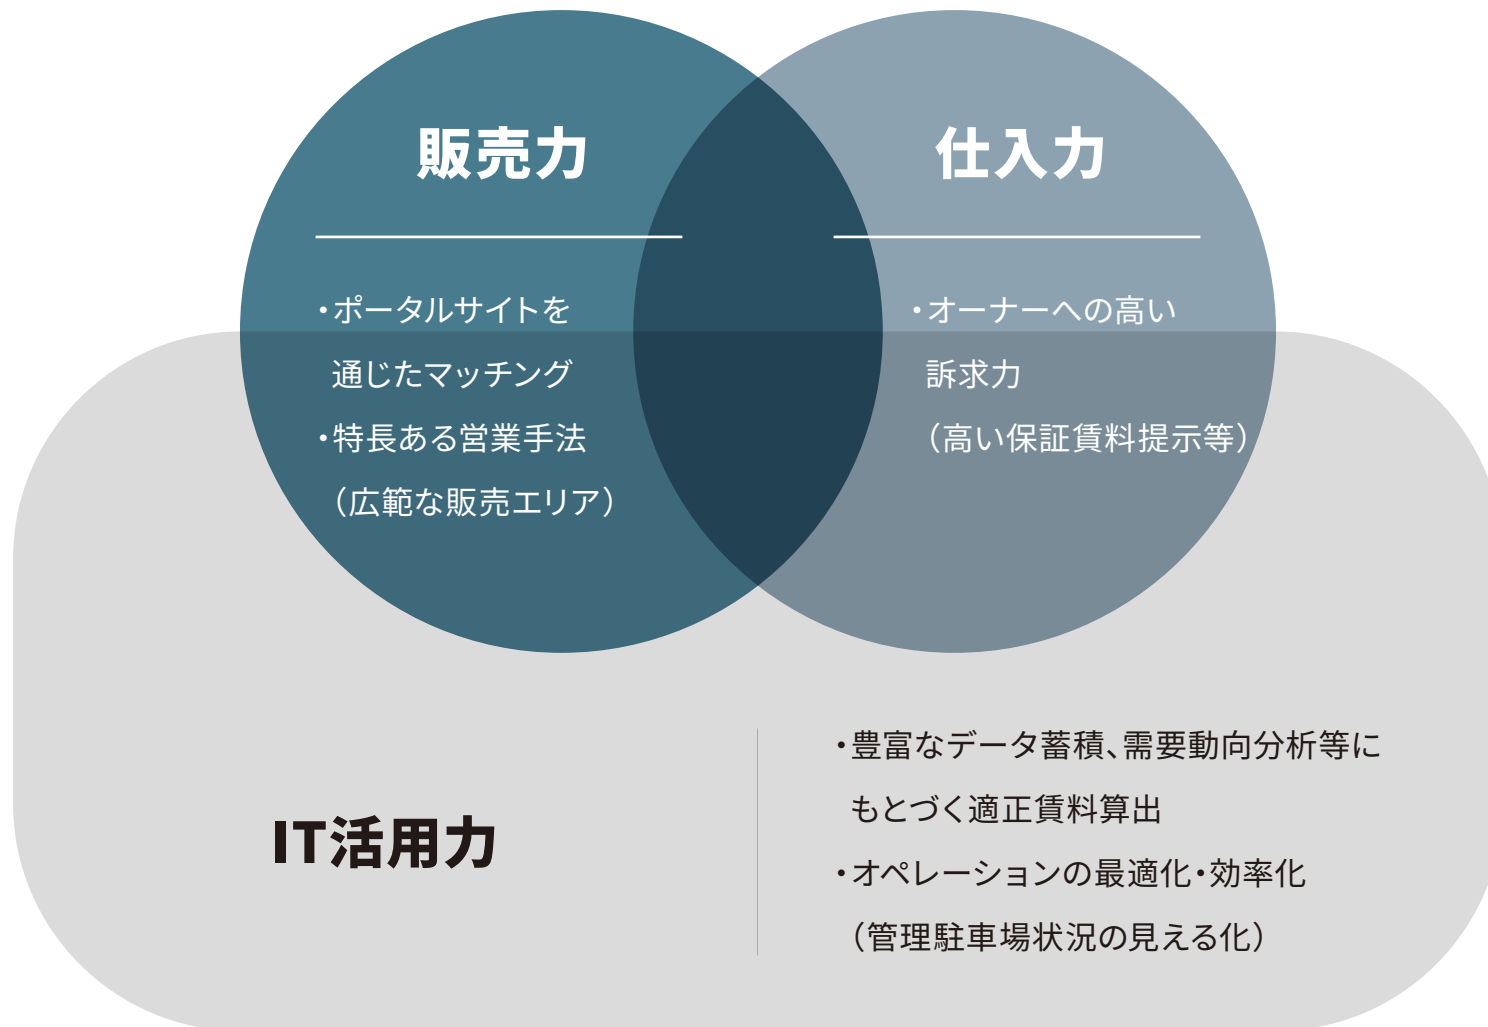 販売力
・ポータルサイトを
通じたマッチング
・特長ある営業手法
（広範な販売エリア）
仕入力
・オーナーへの高い
訴求力
（高い保証賃料提示等）
IT活用力
・豊富なデータ蓄積、需要動向分析等に
もとづく適正賃料算出
・オペレーションの最適化・効率化
（管理駐車場状況の見える化）